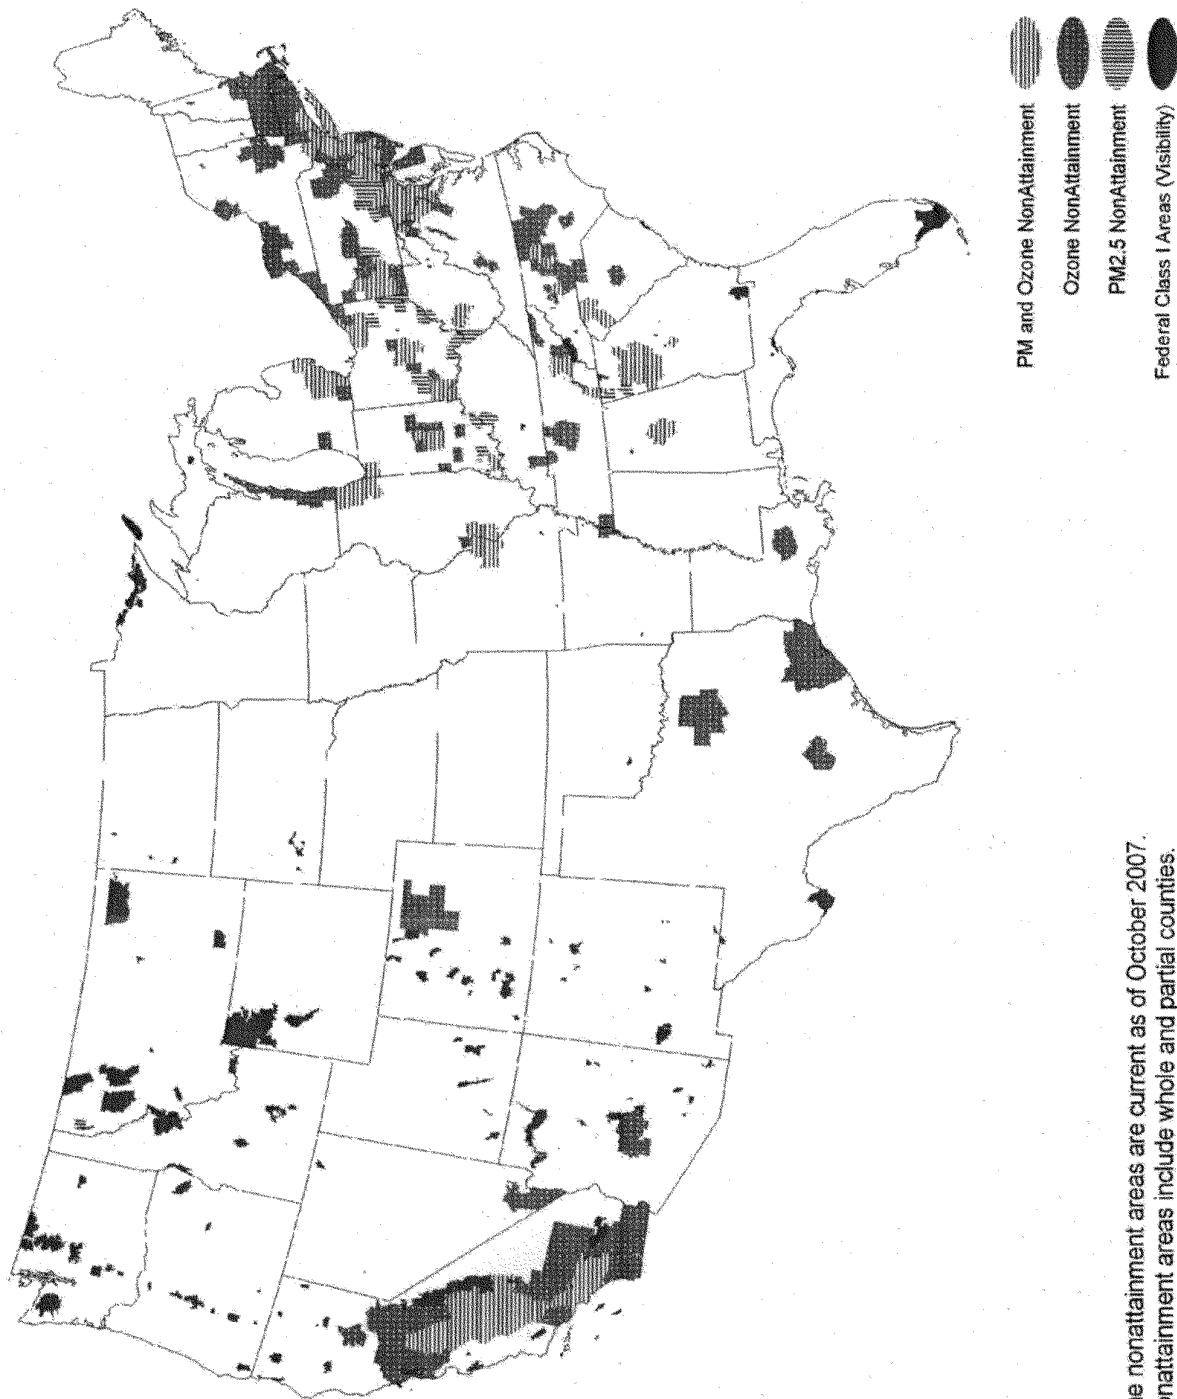 PM and Ozone NonAttainment
Ozone NonAttainment
PM2.5 NonAttainment
Federal Class I Areas (Visibility)
nonattainment areas are current as of October 2007.
areas include whole and partial counties.